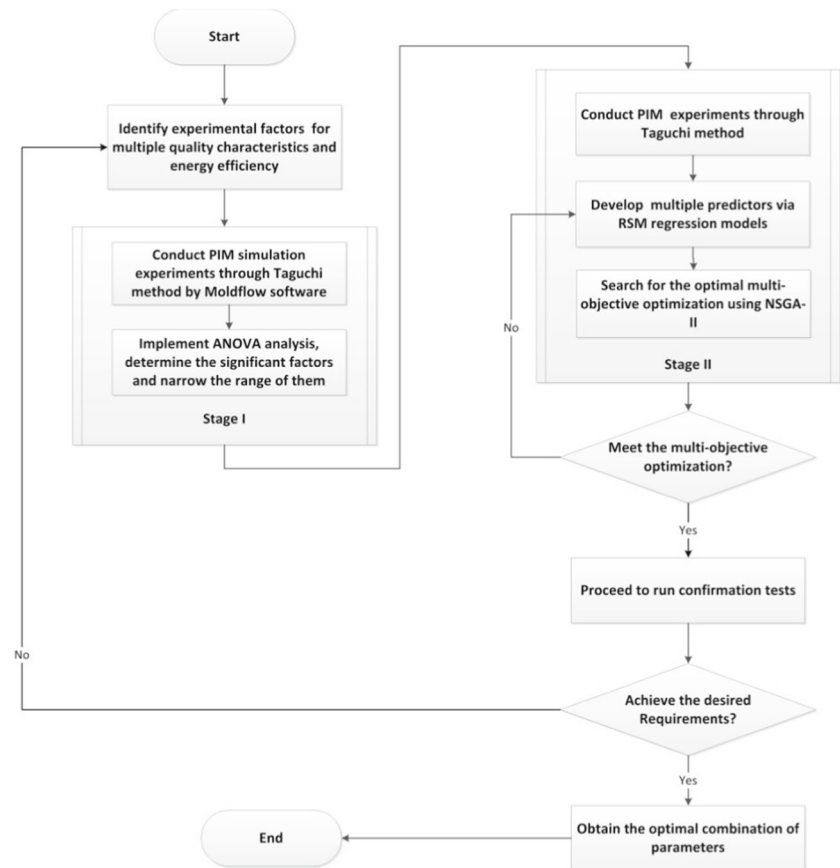 Start
Identify experimental factors for
multiple quality characteristics and
energy efficiency
Conduct PIM simulation
experiments through Taguchi
method by Moldflow software
Implement ANOVA analysis,
determine the significant factors
and narrow the range of them
Stage I
Conduct PIM experiments through
Taguchi method
Develop multiple predictors via
RSM regression models
Search for the optimal multi-
objective optimization using NSGA-
II
Stage II
No
Meet the multi-objective
optimization?
Yes
Proceed to run confirmation tests
No
Achieve the desired
Requirements?
Yes
Obtain the optimal combination of
parameters
End